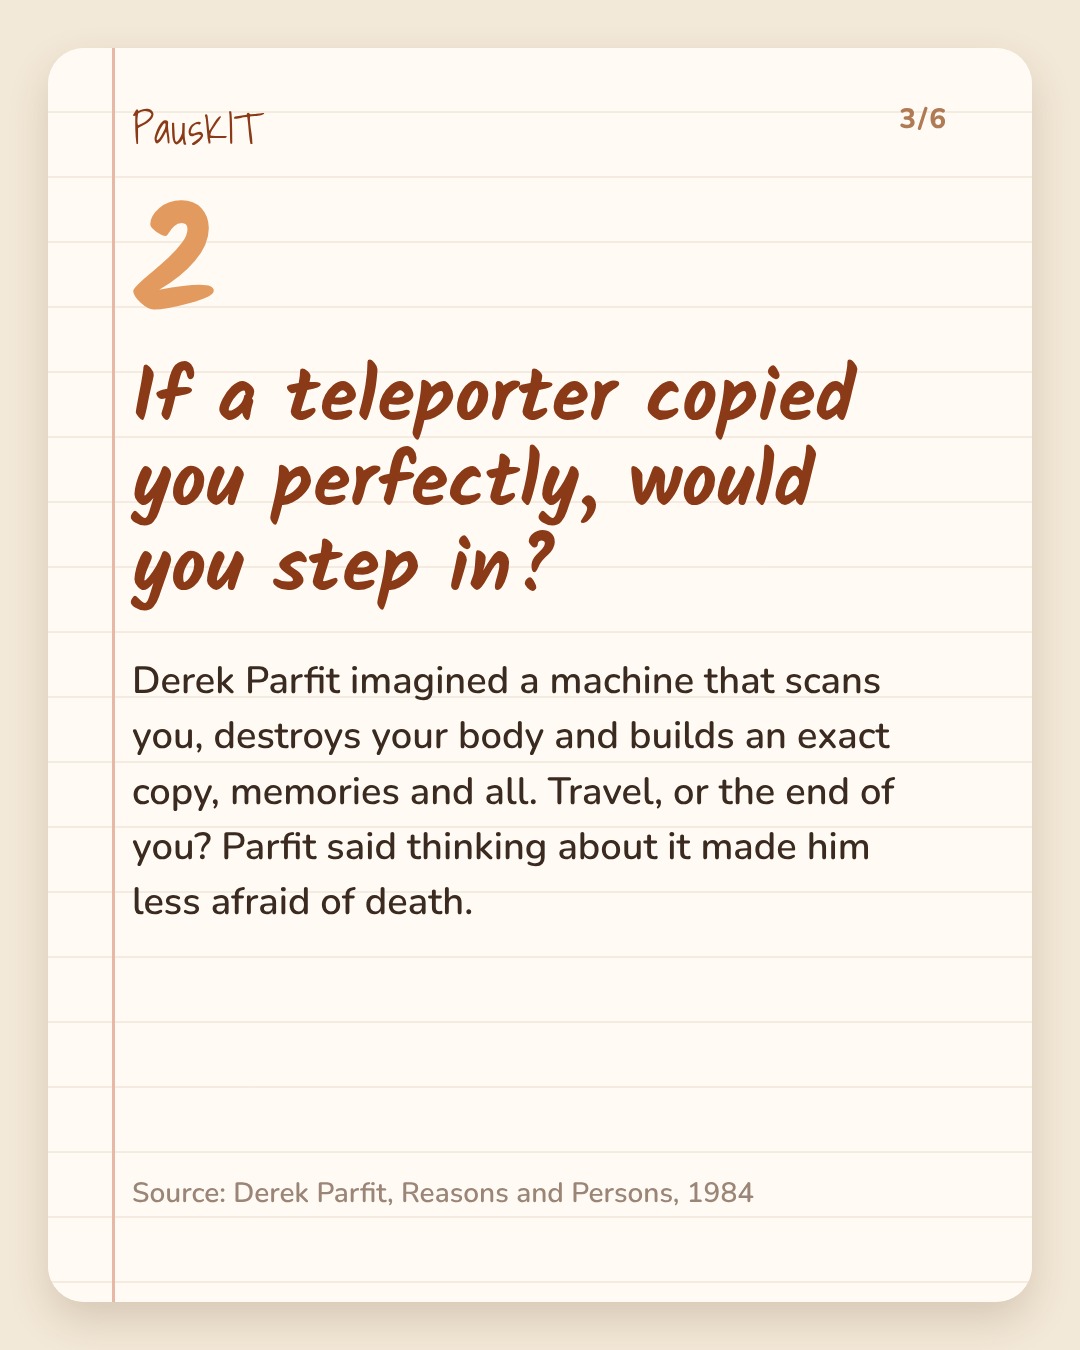 PausKIT
3/6
2
If a teleporter copied
you perfectly, would
you step in?
Derek Parfit imagined a machine that scans
you, destroys your body and builds an exact
copy, memories and all. Travel, or the end of
you? Parfit said thinking about it made him
less afraid of death.
Source: Derek Parfit, Reasons and Persons, 1984